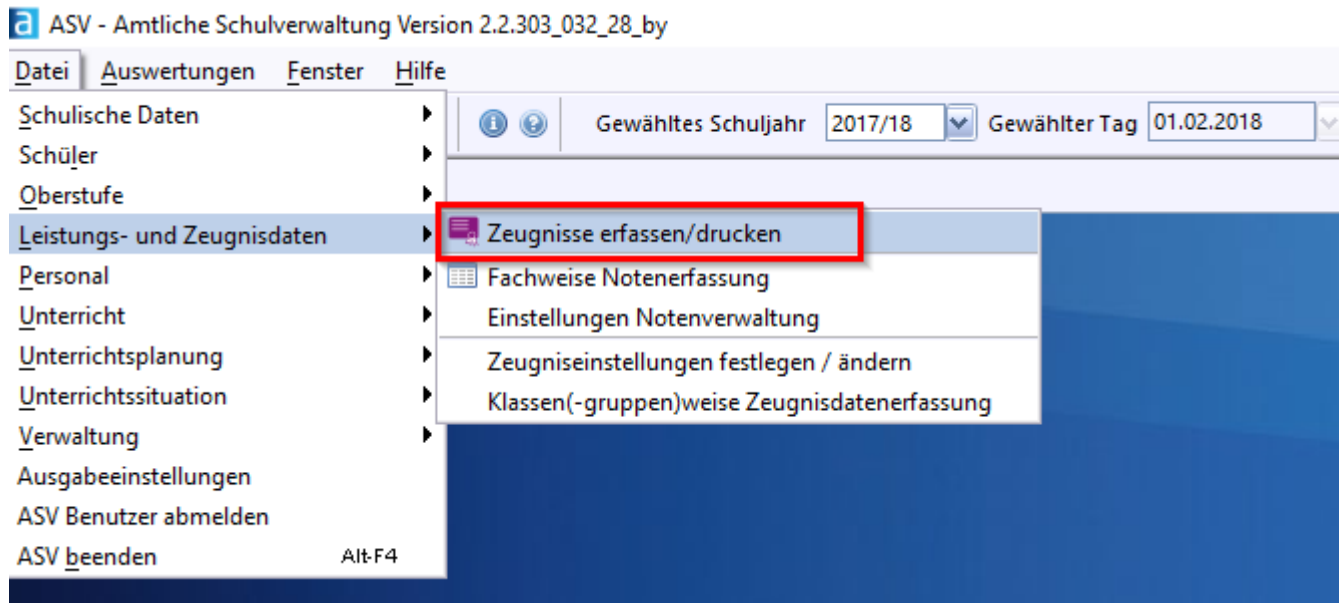 ASV - Amtliche Schulverwaltung Version 2.2.303_032_28_by
Datei Auswertungen Fenster Hilfe
Gewähltes Schuljahr 2017/18 Gewählter Tag 01.02.2018
Schulische Daten
Schüler
Oberstufe
Leistungs- und Zeugnisdaten
Personal
Unterricht
Unterrichtsplanung
Unterrichtssituation
Verwaltung
Ausgabeeinstellungen
ASV Benutzer abmelden
ASV beenden Alt-F4
Zeugnisse erfassen/drucken
Fachweise Notenerfassung
Einstellungen Notenverwaltung
Zeugniseinstellungen festlegen / ändern
Klassen(-gruppen)weise Zeugnisdatenerfassung